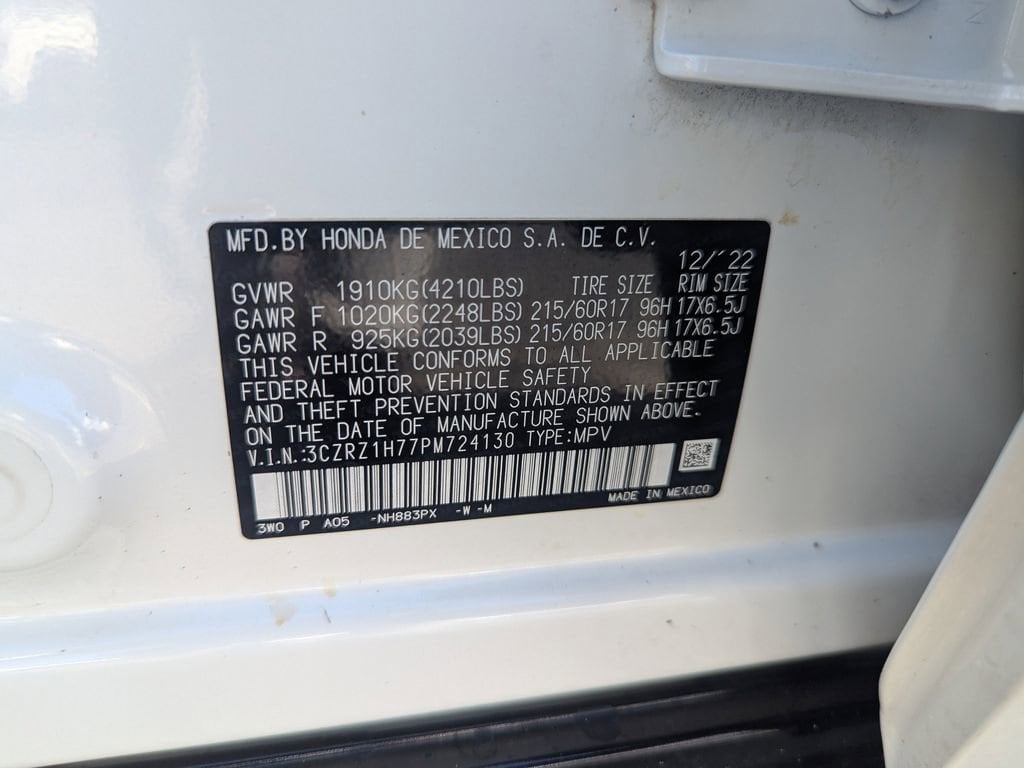 MFD.BY HONDA DE MEXICO S.A. DE C.V.
12/´22
GVWR 1910KG(4210LBS) TIRE SIZE RIM SIZE
GAWR F 1020KG(2248LBS) 215/60R17 96H 17X6.5J
GAWR R 925KG(2039LBS) 215/60R17 96H 17X6.5J
THIS VEHICLE CONFORMS TO ALL APPLICABLE
FEDERAL MOTOR VEHICLE SAFETY
AND THEFT PREVENTION STANDARDS IN EFFECT
ON THE DATE OF MANUFACTURE SHOWN ABOVE.
V.I.N.:3CZRZ1H77PM724130 TYPE:MPV
MADE IN MEXICO
3W0 P A05 -NH883PX -W -M